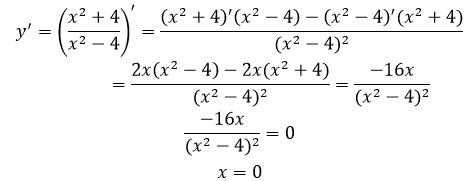 y′ = ((x² + 4)/(x² − 4))′ = ((x² + 4)′(x² − 4) − (x² − 4)′(x² + 4))/(x² − 4)²
= (2x(x² − 4) − 2x(x² + 4))/(x² − 4)² = (−16x)/(x² − 4)²
(−16x)/(x² − 4)² = 0
x = 0